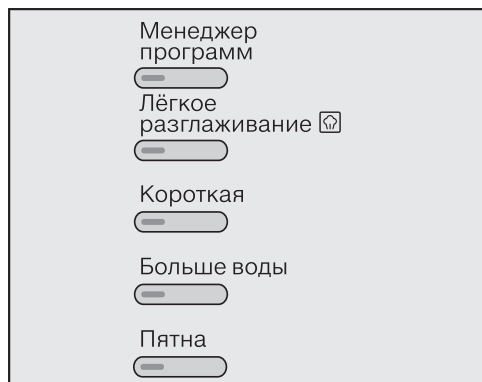 Менеджер
программ
Лёгкое
разглаживание
Короткая
Больше воды
Пятна